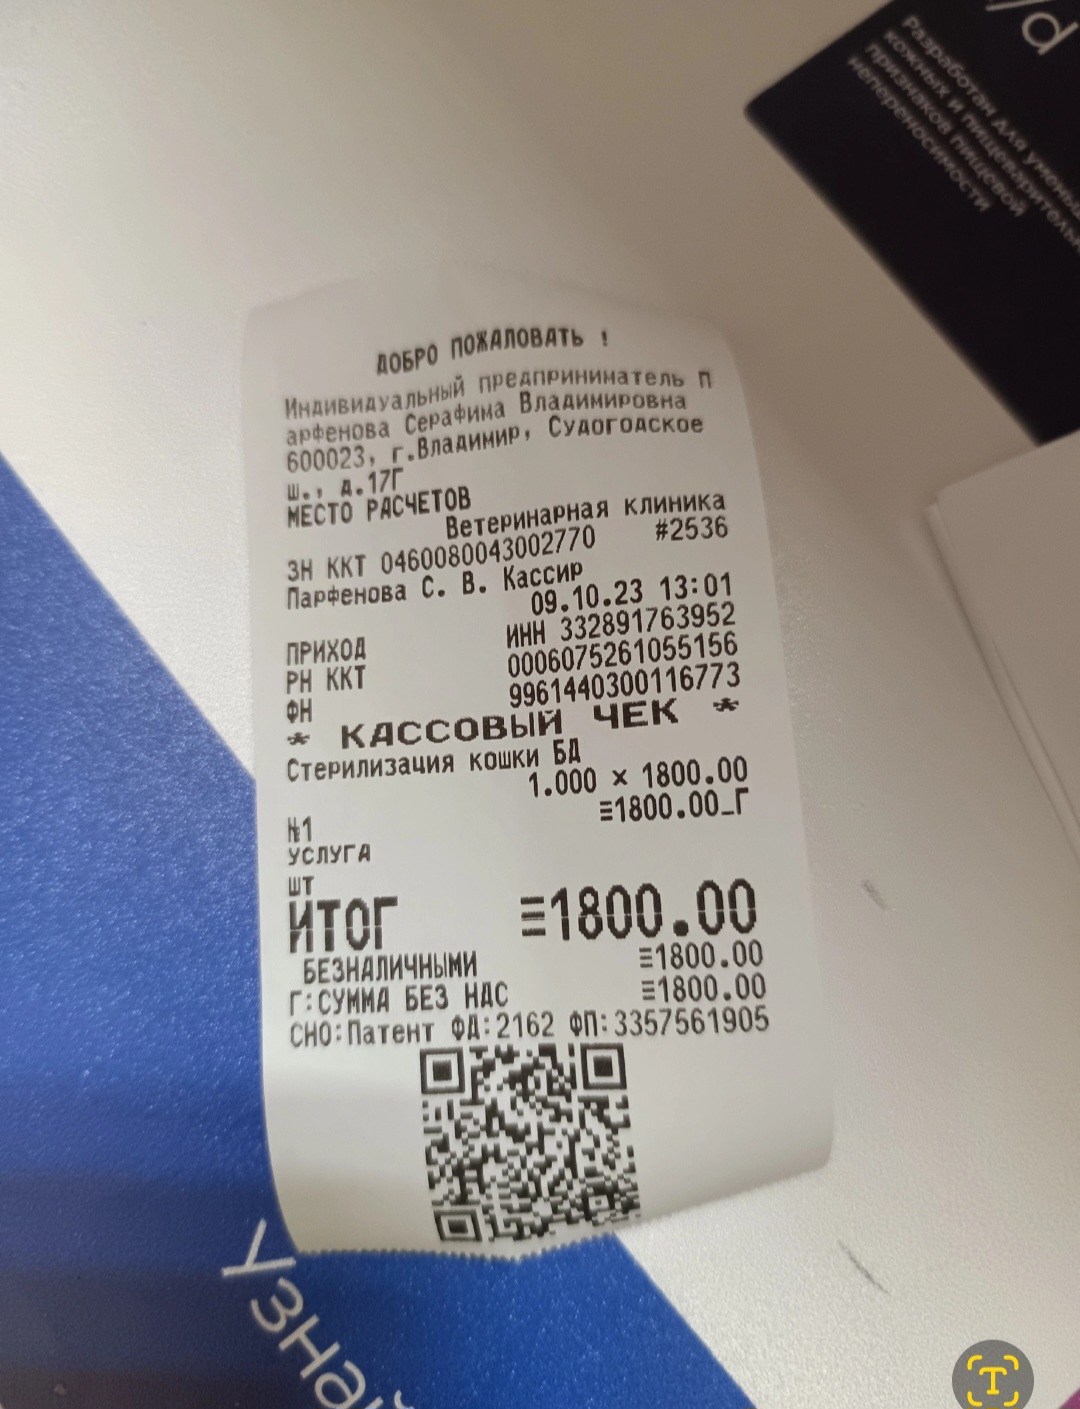 ДОБРО ПОЖАЛОВАТЬ !
Индивидуальный предприниматель П
арфенова Серафима Владимировна
600023, г.Владимир, Судогодское
ш., д.17Г
МЕСТО РАСЧЕТОВ
Ветеринарная клиника
ЗН ККТ 0460080043002770 #2536
Парфенова С. В. Кассир
09.10.23 13:01
ПРИХОД ИНН 332891763952
РН ККТ 0006075261055156
ФН 9961440300116773
* КАССОВЫЙ ЧЕК *
Стерилизация кошки БД
1.000 × 1800.00
≡1800.00_Г
№1
УСЛУГА
шт
ИТОГ ≡1800.00
БЕЗНАЛИЧНЫМИ ≡1800.00
Г:СУММА БЕЗ НДС ≡1800.00
СНО:Патент ФД:2162 ФП:3357561905
Узнай
/d
Разработан для
кожных и
признаков пищевой
непереносимости